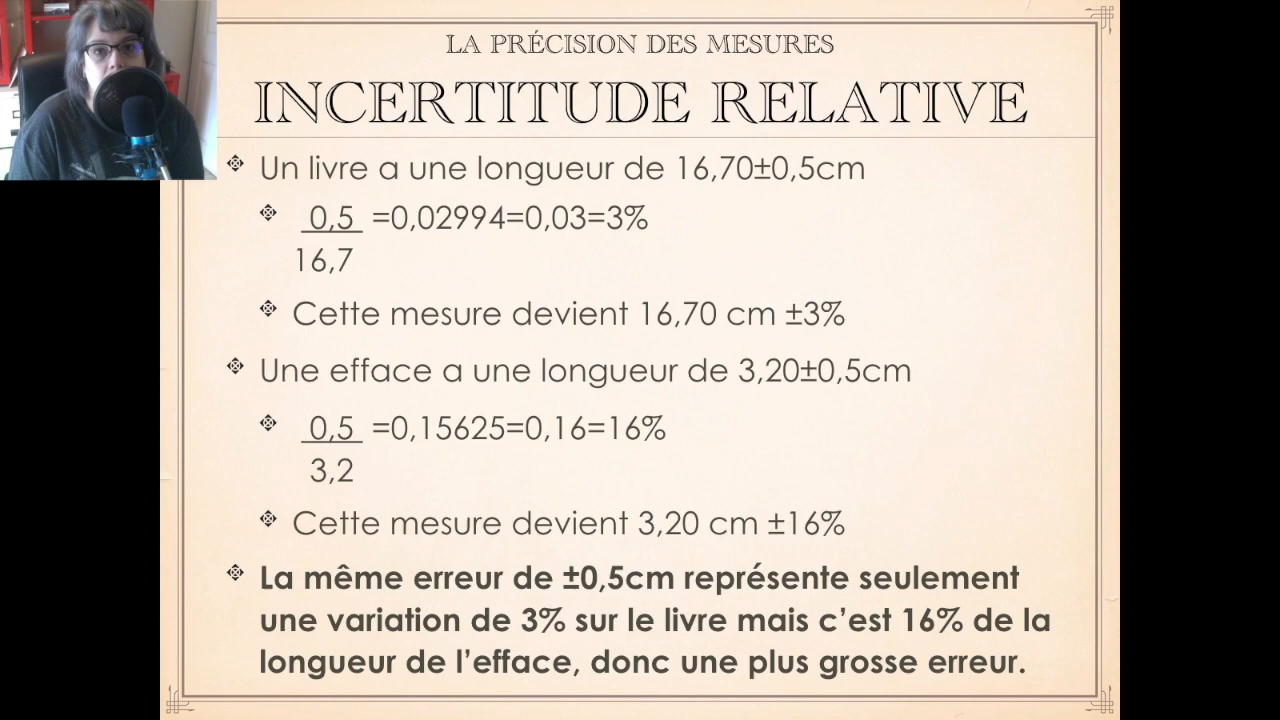 LA PRÉCISION DES MESURES
INCERTITUDE RELATIVE
Un livre a une longueur de 16,70±0,5cm
0,5 =0,02994=0,03=3%
16,7
Cette mesure devient 16,70 cm ±3%
Une efface a une longueur de 3,20±0,5cm
0,5 =0,15625=0,16=16%
3,2
Cette mesure devient 3,20 cm ±16%
La même erreur de ±0,5cm représente seulement
une variation de 3% sur le livre mais c’est 16% de la
longueur de l’efface, donc une plus grosse erreur.